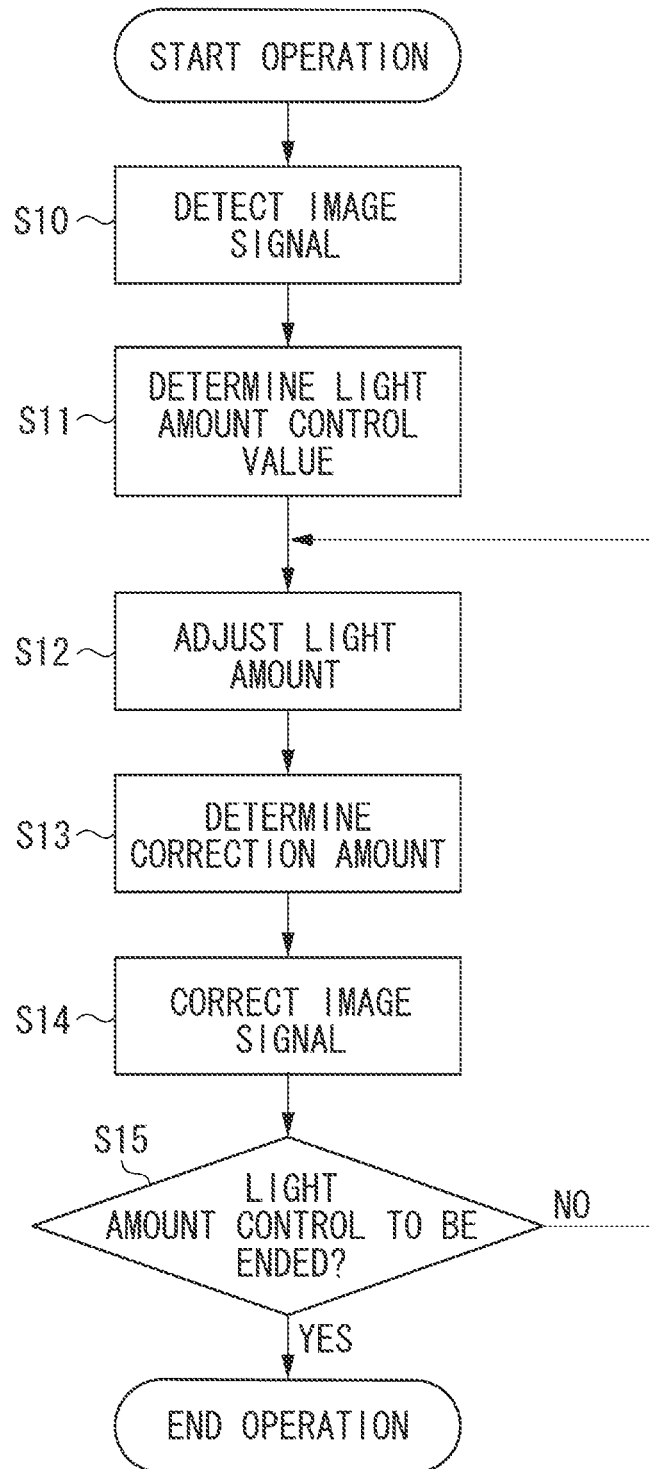 START OPERATION
S10
DETECT IMAGE
SIGNAL
S11
DETERMINE LIGHT
AMOUNT CONTROL
VALUE
S12
ADJUST LIGHT
AMOUNT
S13
DETERMINE
CORRECTION AMOUNT
S14
CORRECT IMAGE
SIGNAL
S15
LIGHT
AMOUNT CONTROL TO BE
ENDED?
NO
YES
END OPERATION